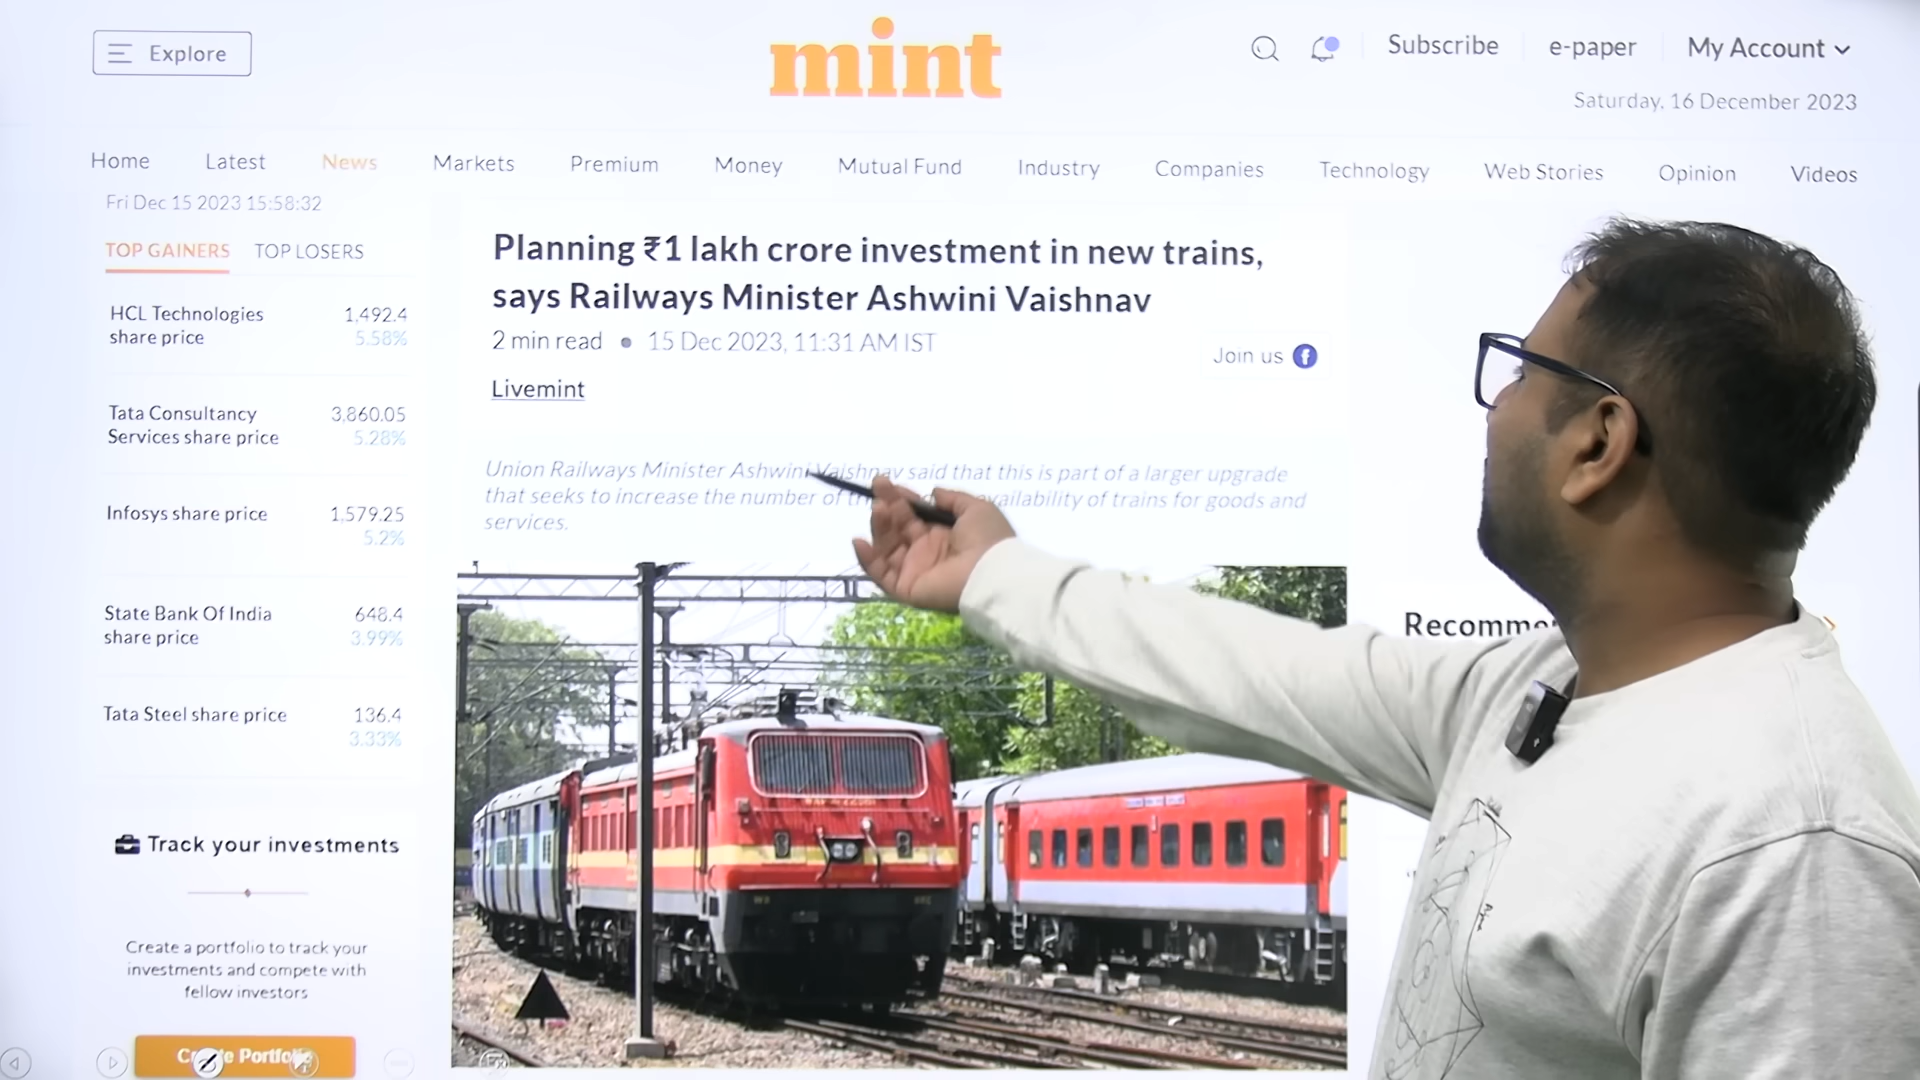 Explore
mint
Subscribe
e-paper
My Account
Saturday, 16 December 2023
Home Latest News Markets Premium Money Mutual Fund Industry Companies Technology Web Stories Opinion Videos
Fri Dec 15 2023 15:58:32
TOP GAINERS TOP LOSERS
HCL Technologies 1,492.4
share price 5.58%
Tata Consultancy 3,860.05
Services share price 5.28%
Infosys share price 1,579.25
5.2%
State Bank Of India 648.4
share price 3.99%
Tata Steel share price 136.4
3.33%
Track your investments
Create a portfolio to track your
investments and compete with
fellow investors
Planning ₹1 lakh crore investment in new trains,
says Railways Minister Ashwini Vaishnav
2 min read • 15 Dec 2023, 11:31 AM IST
Join us
Livemint
Union Railways Minister Ashwini Vaishnav said that this is part of a larger upgrade
that seeks to increase the number of availability of trains for goods and
services.